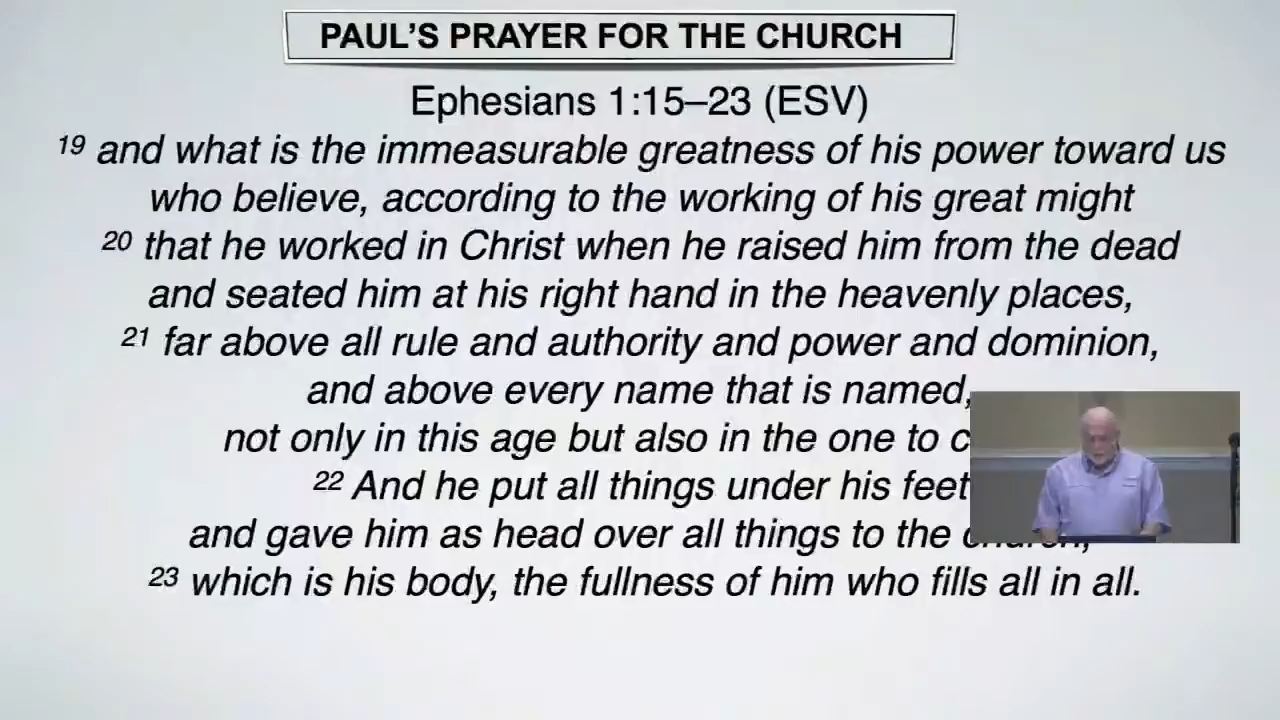 PAUL'S PRAYER FOR THE CHURCH
Ephesians 1:15–23 (ESV)
19 and what is the immeasurable greatness of his power toward us
who believe, according to the working of his great might
20 that he worked in Christ when he raised him from the dead
and seated him at his right hand in the heavenly places,
21 far above all rule and authority and power and dominion,
and above every name that is named,
not only in this age but also in the one to
22 And he put all things under his feet
and gave him as head over all things to the church,
23 which is his body, the fullness of him who fills all in all.